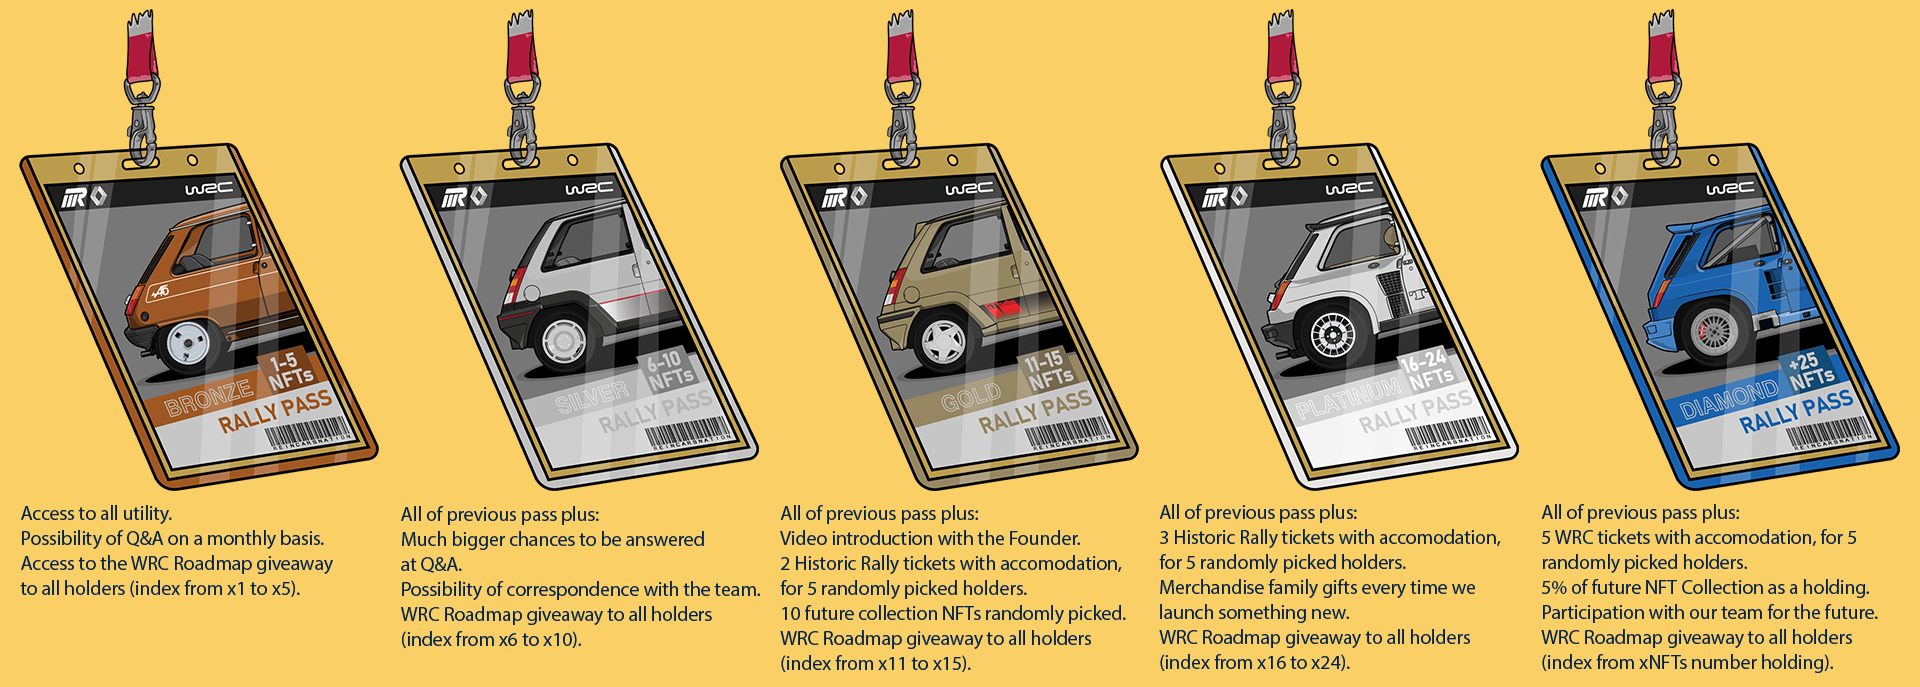 WRC
A5
1-5
NFTs
BRONZE
RALLY PASS
REINCARSNATION
Access to all utility.
Possibility of Q&A on a monthly basis.
Access to the WRC Roadmap giveaway
to all holders (index from x1 to x5).
WRC
6-10
NFTs
SILVER
RALLY PASS
REINCARSNATION
All of previous pass plus:
Much bigger chances to be answered
at Q&A.
Possibility of correspondence with the team.
WRC Roadmap giveaway to all holders
(index from x6 to x10).
WRC
11-15
NFTs
GOLD
RALLY PASS
REINCARSNATION
All of previous pass plus:
Video introduction with the Founder.
2 Historic Rally tickets with accomodation,
for 5 randomly picked holders.
10 future collection NFTs randomly picked.
WRC Roadmap giveaway to all holders
(index from x11 to x15).
WRC
16-24
NFTs
PLATINUM
RALLY PASS
REINCARSNATION
All of previous pass plus:
3 Historic Rally tickets with accomodation,
for 5 randomly picked holders.
Merchandise family gifts every time we
launch something new.
WRC Roadmap giveaway to all holders
(index from x16 to x24).
WRC
+25
NFTs
DIAMOND
RALLY PASS
REINCARSNATION
All of previous pass plus:
5 WRC tickets with accomodation, for 5
randomly picked holders.
5% of future NFT Collection as a holding.
Participation with our team for the future.
WRC Roadmap giveaway to all holders
(index from xNFTs number holding).